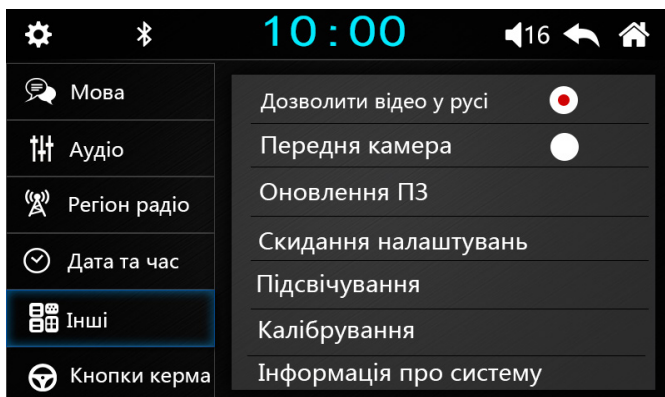 10:00
16
Мова
Аудіо
Регіон радіо
Дата та час
Інші
Кнопки керма
Дозволити відео у русі
Передня камера
Оновлення ПЗ
Скидання налаштувань
Підсвічування
Калібрування
Інформація про систему